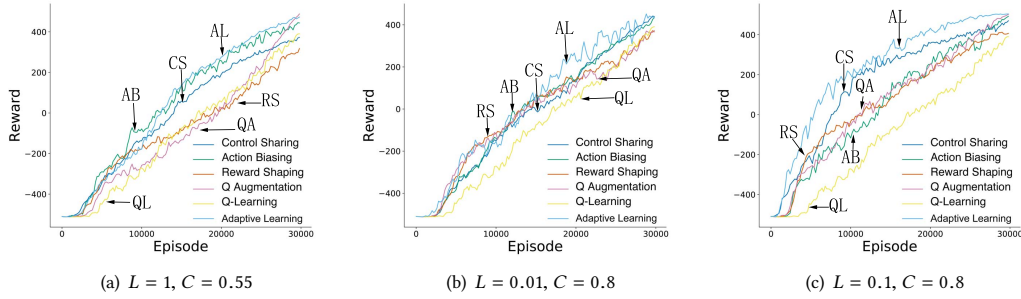 AL
CS
AB
RS
QA
QL
Control Sharing
Action Biasing
Reward Shaping
Q Augmentation
Q-Learning
Adaptive Learning
Reward
400
200
0
−200
−400
0
10000
20000
30000
Episode
(a) L = 1, C = 0.55
AL
CS
AB
RS
QA
QL
Control Sharing
Action Biasing
Reward Shaping
Q Augmentation
Q-Learning
Adaptive Learning
Reward
400
200
0
−200
−400
0
10000
20000
30000
Episode
(b) L = 0.01, C = 0.8
AL
CS
QA
RS
AB
QL
Control Sharing
Action Biasing
Reward Shaping
Q Augmentation
Q-Learning
Adaptive Learning
Reward
400
200
0
−200
−400
0
10000
20000
30000
Episode
(c) L = 0.1, C = 0.8